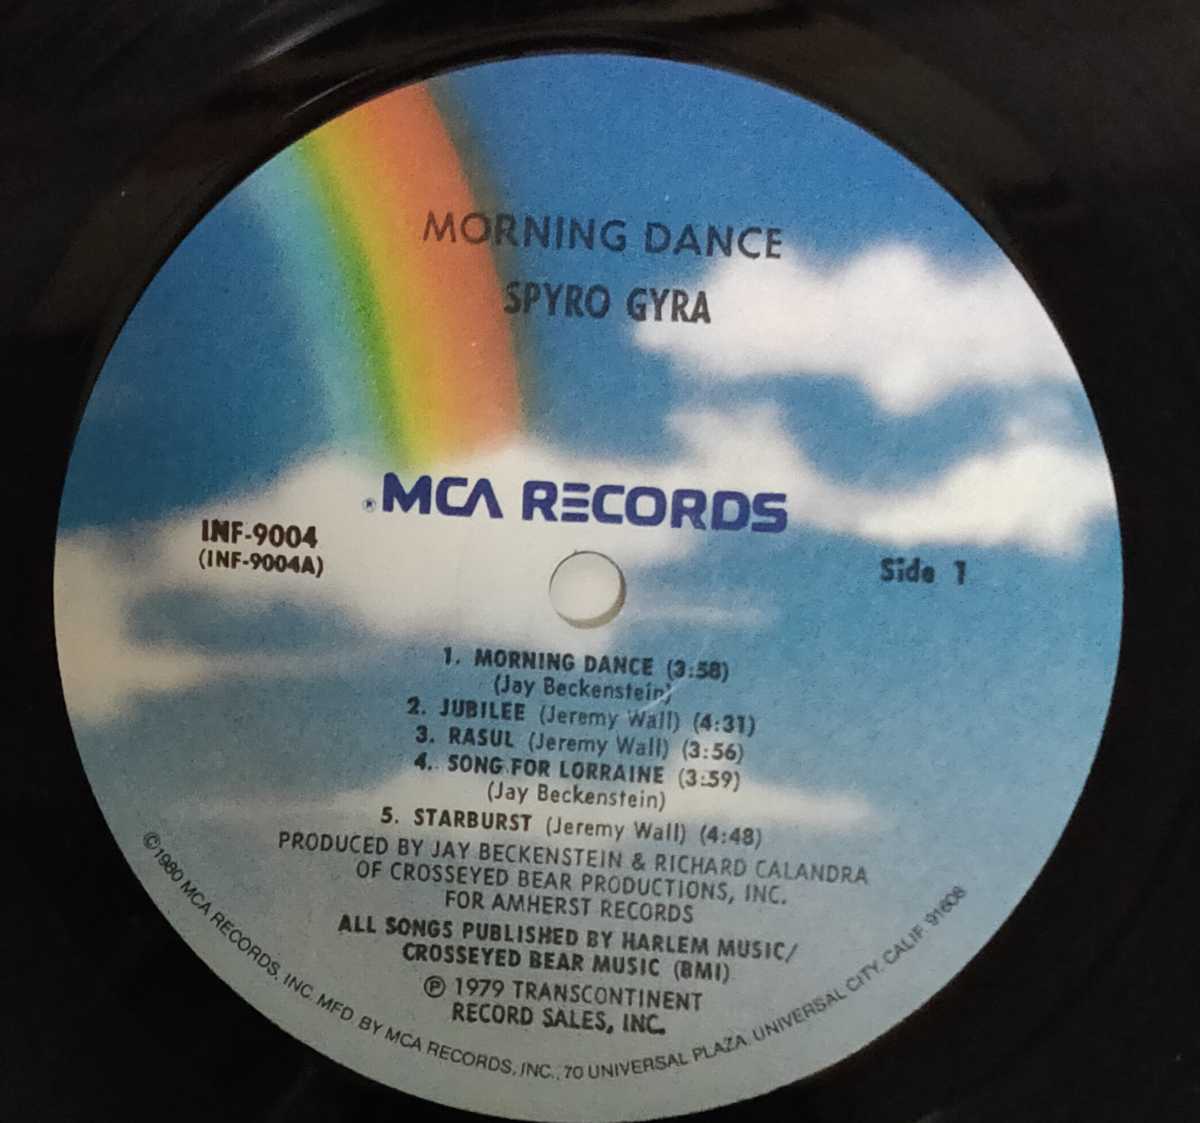 MORNING DANCE
SPYRO GYRA
® MCA RECORDS
INF-9004
(INF-9004A)
Side 1
1. MORNING DANCE (3:58)
(Jay Beckenstein)
2. JUBILEE (Jeremy Wall) (4:31)
3. RASUL (Jeremy Wall) (3:56)
4. SONG FOR LORRAINE (3:59)
(Jay Beckenstein)
5. STARBURST (Jeremy Wall) (4:48)
PRODUCED BY JAY BECKENSTEIN & RICHARD CALANDRA
OF CROSSEYED BEAR PRODUCTIONS, INC.
FOR AMHERST RECORDS
ALL SONGS PUBLISHED BY HARLEM MUSIC/
CROSSEYED BEAR MUSIC (BMI)
℗ 1979 TRANSCONTINENT
RECORD SALES, INC.
©1980 MCA RECORDS, INC. MFD. BY MCA RECORDS, INC., 70 UNIVERSAL PLAZA, UNIVERSAL CITY, CALIF. 91608